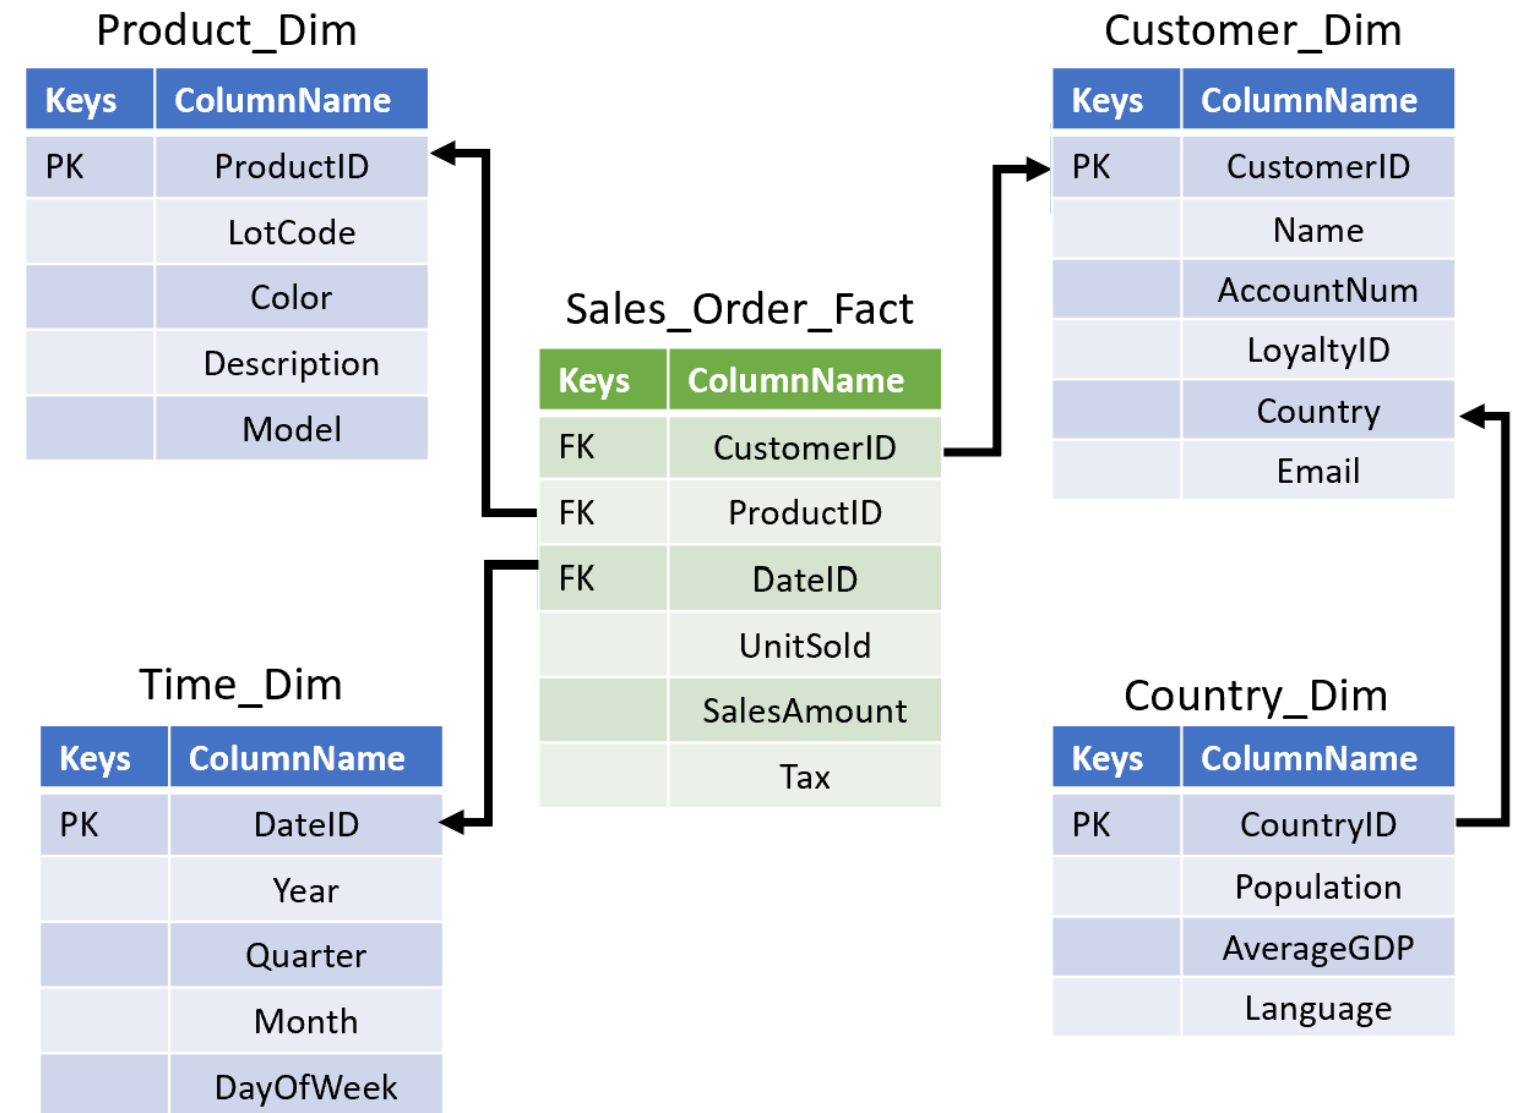 Product_Dim
Keys ColumnName
PK ProductID
LotCode
Color
Description
Model
Customer_Dim
Keys ColumnName
PK CustomerID
Name
AccountNum
LoyaltyID
Country
Email
Sales_Order_Fact
Keys ColumnName
FK CustomerID
FK ProductID
FK DateID
UnitSold
SalesAmount
Tax
Time_Dim
Keys ColumnName
PK DateID
Year
Quarter
Month
DayOfWeek
Country_Dim
Keys ColumnName
PK CountryID
Population
AverageGDP
Language